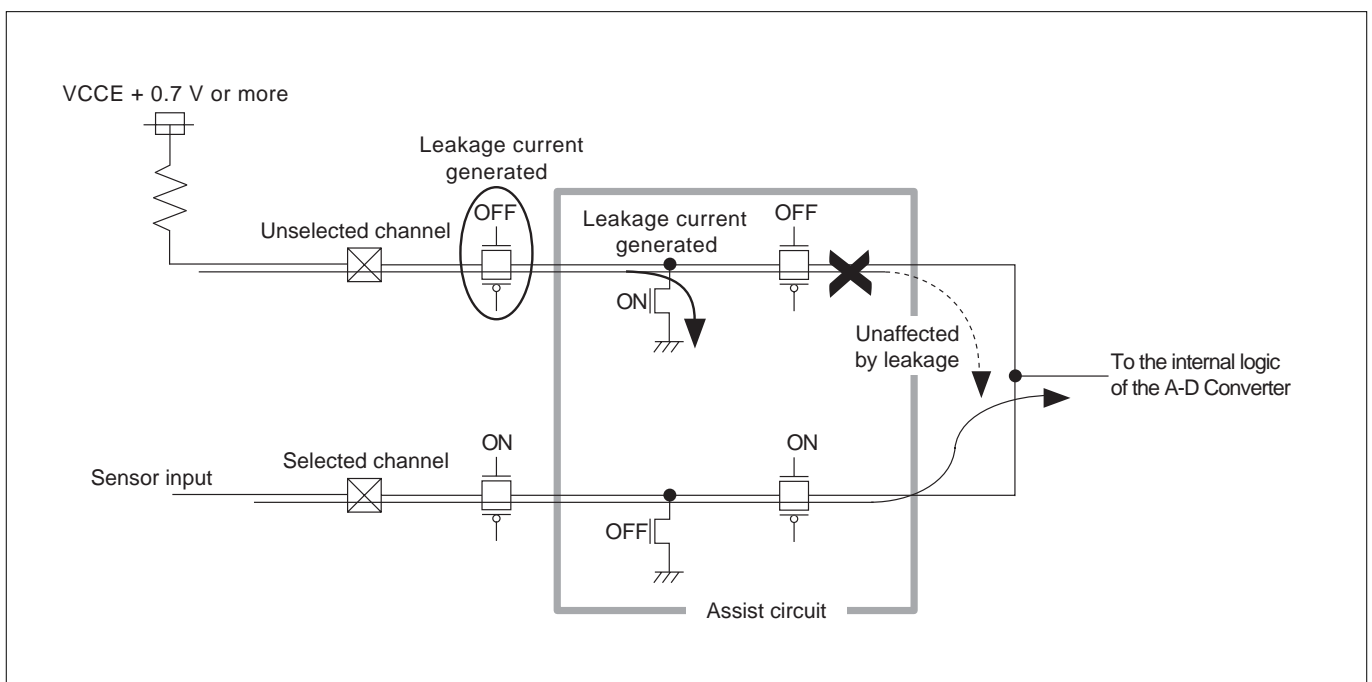 VCCE + 0.7 V or more
Leakage current
generated
OFF
Unselected channel
Leakage current
generated
OFF
ON
Unaffected
by leakage
To the internal logic
of the A-D Converter
ON
ON
Selected channel
Sensor input
OFF
Assist circuit